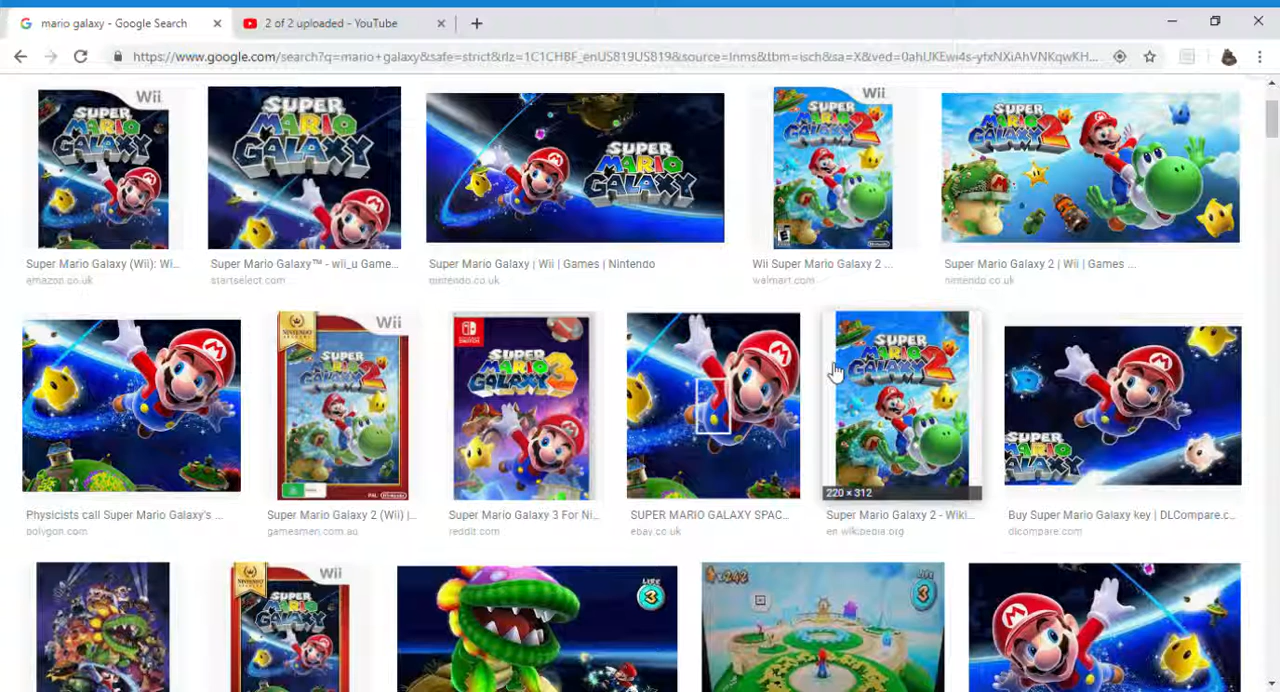 mario galaxy - Google Search
2 of 2 uploaded - YouTube
https://www.google.com/search?q=mario+galaxy&safe=strict&rlz=1C1CHBF_enUS819US819&source=lnms&tbm=isch&sa=X&ved=0ahUKEwi4s-yfxNXiAhVNKqwKH...
Wii
SUPER
MARIO
GALAXY
SUPER
MARIO
GALAXY
SUPER
MARIO
GALAXY
Wii
SUPER
MARIO
GALAXY 2
SUPER
MARIO
GALAXY 2
Super Mario Galaxy (Wii): Wi...
Super Mario Galaxy™ - wii_u Game...
Super Mario Galaxy | Wii | Games | Nintendo
Wii Super Mario Galaxy 2 ...
Super Mario Galaxy 2 | Wii | Games ...
amazon.co.uk
startselect.com
nintendo.co.uk
walmart.com
nintendo.co.uk
Wii
SUPER
MARIO
GALAXY 2
SUPER
MARIO
GALAXY 3
SUPER
MARIO
GALAXY 2
SUPER
MARIO
GALAXY
220 × 312
Physicists call Super Mario Galaxy's ...
Super Mario Galaxy 2 (Wii) |...
Super Mario Galaxy 3 For Ni...
SUPER MARIO GALAXY SPAC...
Super Mario Galaxy 2 - Wiki...
Buy Super Mario Galaxy key | DLCompare.c...
polygon.com
gamesmen.com.au
reddit.com
ebay.co.uk
en.wikipedia.org
dlcompare.com
Wii
SUPER
MARIO
GALAXY
LIFE
3
242
LIFE
3